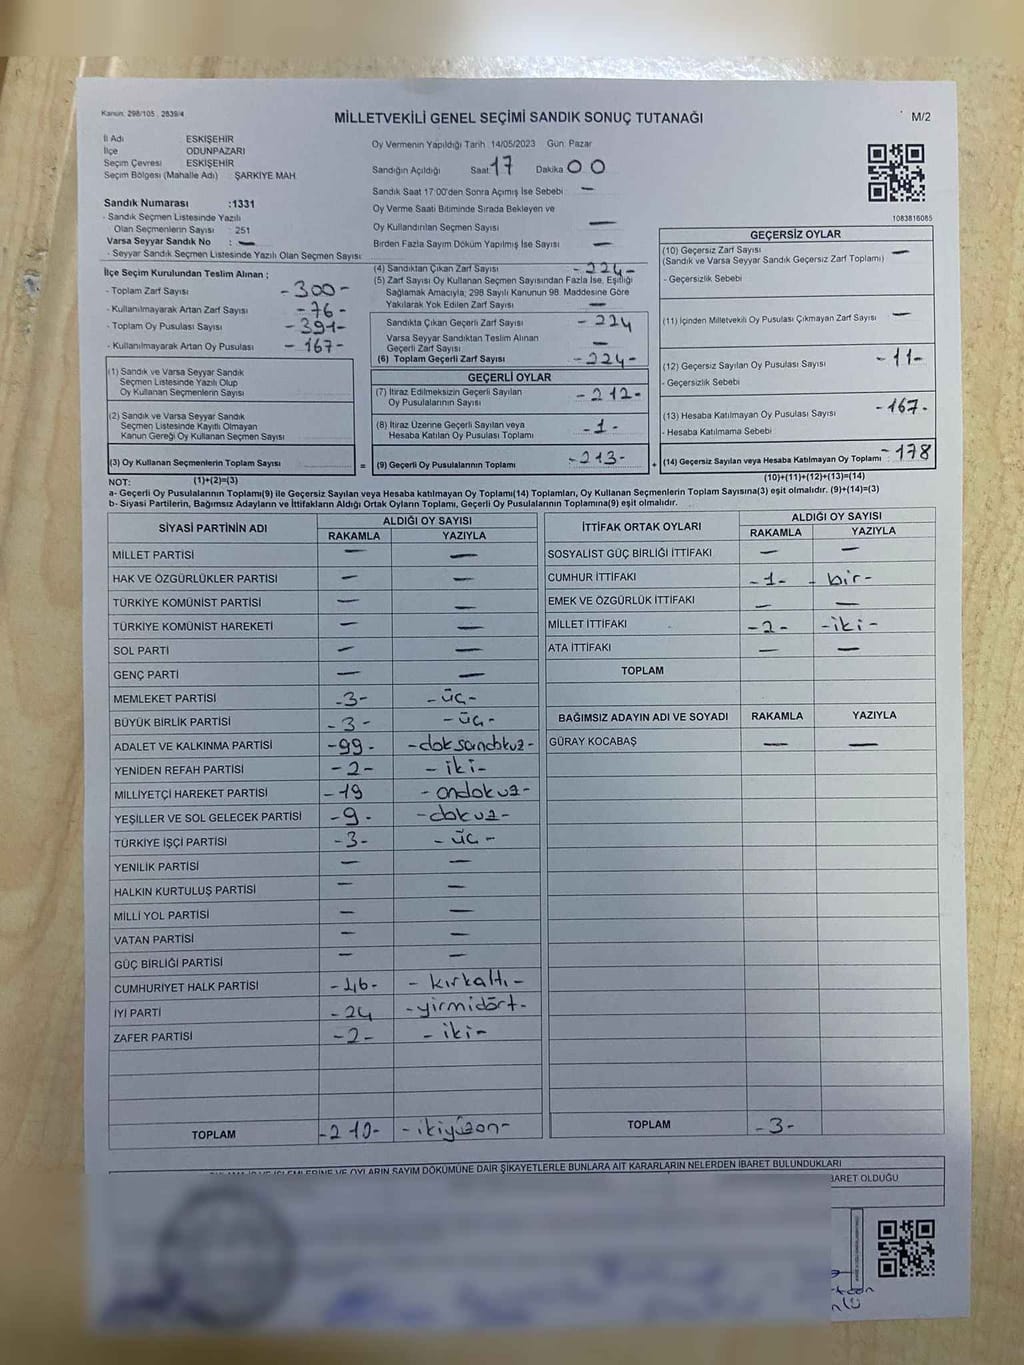 Kanun: 298/105 , 2839/4
MİLLETVEKİLİ GENEL SEÇİMİ SANDIK SONUÇ TUTANAĞI
M/2
İl Adı ESKİŞEHİR
İlçe ODUNPAZARI
Seçim Çevresi ESKİŞEHİR
Seçim Bölgesi (Mahalle Adı) ŞARKİYE MAH
Sandık Numarası :1331
- Sandık Seçmen Listesinde Yazılı
Olan Seçmenlerin Sayısı : 251
Varsa Seyyar Sandık No : -
- Seyyar Sandık Seçmen Listesinde Yazılı Olan Seçmen Sayısı:
Oy Vermenin Yapıldığı Tarih 14/05/2023 Gün: Pazar
Sandığın Açıldığı Saat: 17 Dakika 00
Sandık Saat 17:00'den Sonra Açımış İse Sebebi -
Oy Verme Saati Bitiminde Sırada Bekleyen ve
Oy Kullandırılan Seçmen Sayısı -
Birden Fazla Sayım Döküm Yapılmış İse Sayısı -
1083816085
İlçe Seçim Kurulundan Teslim Alınan ;
- Toplam Zarf Sayısı -300-
- Kullanılmayarak Artan Zarf Sayısı -76-
- Toplam Oy Pusulası Sayısı -391-
- Kullanılmayarak Artan Oy Pusulası -167-
(1) Sandık ve Varsa Seyyar Sandık
Seçmen Listesinde Yazılı Olup
Oy Kullanan Seçmenlerin Sayısı
(2) Sandık ve Varsa Seyyar Sandık
Seçmen Listesinde Kayıtlı Olmayan
Kanun Gereği Oy Kullanan Seçmen Sayısı
(3) Oy Kullanan Seçmenlerin Toplam Sayısı
(1)+(2)=(3)
(4) Sandıktan Çıkan Zarf Sayısı -224-
(5) Zarf Sayısı Oy Kullanan Seçmen Sayısından Fazla İse, Eşitliği
Sağlamak Amacıyla; 298 Sayılı Kanunun 98. Maddesine Göre
Yakılarak Yok Edilen Zarf Sayısı -
Sandıkta Çıkan Geçerli Zarf Sayısı -224
Varsa Seyyar Sandıktan Teslim Alınan
Geçerli Zarf Sayısı -
(6) Toplam Geçerli Zarf Sayısı -224-
=
GEÇERLİ OYLAR
(7) İtiraz Edilmeksizin Geçerli Sayılan
Oy Pusulalarının Sayısı -212-
(8) İtiraz Üzerine Geçerli Sayılan veya
Hesaba Katılan Oy Pusulası Toplamı -1-
(9) Geçerli Oy Pusulalarının Toplamı -213-
+
GEÇERSİZ OYLAR
(10) Geçersiz Zarf Sayısı -
(Sandık ve Varsa Seyyar Sandık Geçersiz Zarf Toplamı)
- Geçersizlik Sebebi
(11) İçinden Milletvekili Oy Pusulası Çıkmayan Zarf Sayısı -
(12) Geçersiz Sayılan Oy Pusulası Sayısı -11-
- Geçersizlik Sebebi
(13) Hesaba Katılmayan Oy Pusulası Sayısı -167-
- Hesaba Katılmama Sebebi
(14) Geçersiz Sayılan veya Hesaba Katılmayan Oy Toplamı -178
(10)+(11)+(12)+(13)=(14)
NOT:
a- Geçerli Oy Pusulalarının Toplamı(9) ile Geçersiz Sayılan veya Hesaba katılmayan Oy Toplamı(14) Toplamları, Oy Kullanan Seçmenlerin Toplam Sayısına(3) eşit olmalıdır. (9)+(14)=(3)
b- Siyasi Partilerin, Bağımsız Adayların ve İttifakların Aldığı Ortak Oyların Toplamı, Geçerli Oy Pusulalarının Toplamına(9) eşit olmalıdır.
SİYASİ PARTİNİN ADI ALDIĞI OY SAYISI
RAKAMLA YAZIYLA
MİLLET PARTİSİ - -
HAK VE ÖZGÜRLÜKLER PARTİSİ - -
TÜRKİYE KOMÜNİST PARTİSİ - -
TÜRKİYE KOMÜNİST HAREKETİ - -
SOL PARTİ - -
GENÇ PARTİ - -
MEMLEKET PARTİSİ -3- -üç-
BÜYÜK BİRLİK PARTİSİ -3- -üç-
ADALET VE KALKINMA PARTİSİ -99- -doksandokuz-
YENİDEN REFAH PARTİSİ -2- -iki-
MİLLİYETÇİ HAREKET PARTİSİ -19 -ondokuz-
YEŞİLLER VE SOL GELECEK PARTİSİ -9- -dokuz-
TÜRKİYE İŞÇİ PARTİSİ -3- -üç-
YENİLİK PARTİSİ - -
HALKIN KURTULUŞ PARTİSİ - -
MİLLİ YOL PARTİSİ - -
VATAN PARTİSİ - -
GÜÇ BİRLİĞİ PARTİSİ - -
CUMHURİYET HALK PARTİSİ -46- -kırkaltı-
İYİ PARTİ -24 -yirmidört-
ZAFER PARTİSİ -2- -iki-
TOPLAM -210- -ikiyüzon-
İTTİFAK ORTAK OYLARI ALDIĞI OY SAYISI
RAKAMLA YAZIYLA
SOSYALİST GÜÇ BİRLİĞİ İTTİFAKI - -
CUMHUR İTTİFAKI -1- -bir-
EMEK VE ÖZGÜRLÜK İTTİFAKI - -
MİLLET İTTİFAKI -2- -iki-
ATA İTTİFAKI - -
TOPLAM
BAĞIMSIZ ADAYIN ADI VE SOYADI RAKAMLA YAZIYLA
GÜRAY KOCABAŞ - -
TOPLAM -3-
OYLARIN SAYIM DÖKÜMÜNE DAİR ŞİKAYETLERLE BUNLARA AİT KARARLARIN NELERDEN İBARET BULUNDUKLARI
İBARET OLDUĞU